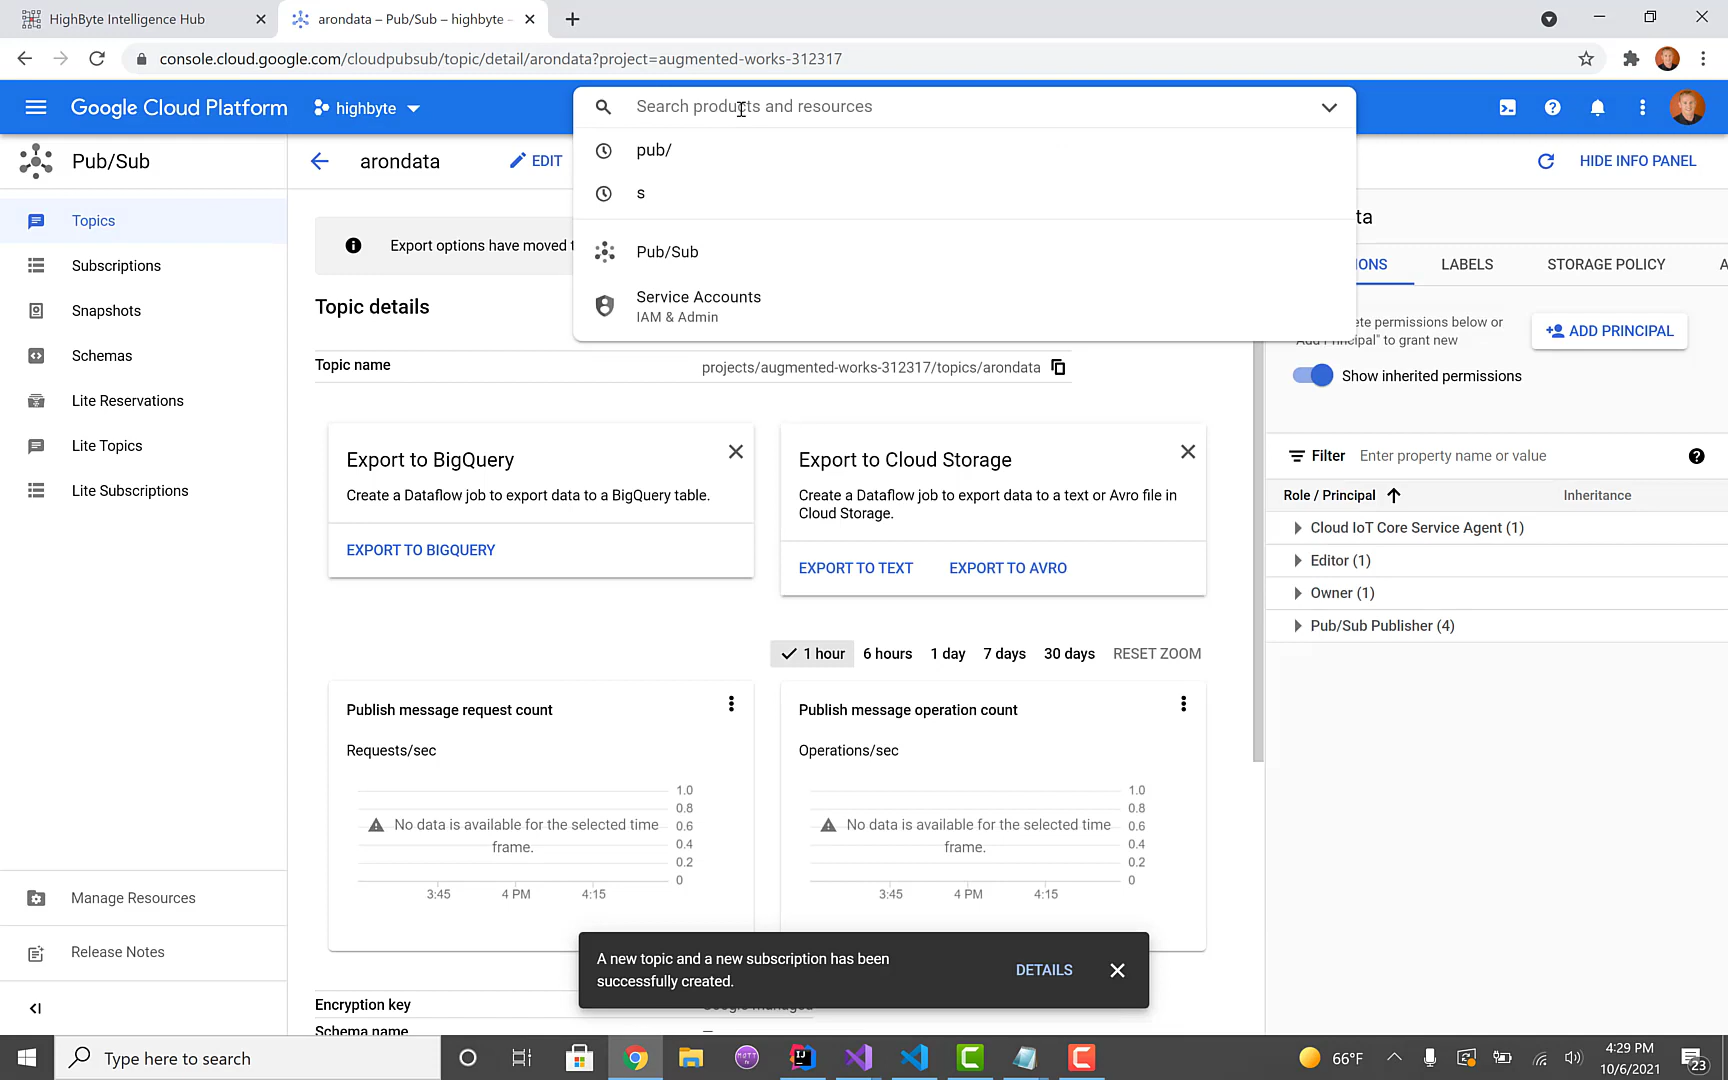 HighByte Intelligence Hub
arondata – Pub/Sub – highbyte -
console.cloud.google.com/cloudpubsub/topic/detail/arondata?project=augmented-works-312317
Google Cloud Platform
highbyte
Search products and resources
pub/
s
Pub/Sub
Service Accounts
IAM & Admin
Pub/Sub
arondata
EDIT
HIDE INFO PANEL
Topics
Subscriptions
Snapshots
Schemas
Lite Reservations
Lite Topics
Lite Subscriptions
Manage Resources
Release Notes
Export options have moved t
Topic details
Topic name
projects/augmented-works-312317/topics/arondata
Export to BigQuery
Create a Dataflow job to export data to a BigQuery table.
EXPORT TO BIGQUERY
Export to Cloud Storage
Create a Dataflow job to export data to a text or Avro file in
Cloud Storage.
EXPORT TO TEXT
EXPORT TO AVRO
1 hour
6 hours
1 day
7 days
30 days
RESET ZOOM
Publish message request count
Requests/sec
1.0
0.8
0.6
0.4
0.2
0
No data is available for the selected time
frame.
3:45
4 PM
4:15
Publish message operation count
Operations/sec
1.0
0.8
0.6
0.4
0.2
0
No data is available for the selected time
frame.
3:45
4 PM
4:15
A new topic and a new subscription has been
successfully created.
DETAILS
Encryption key
Google managed
Schema name
ta
IONS
LABELS
STORAGE POLICY
A
ete permissions below or
"Add Principal" to grant new
ADD PRINCIPAL
Show inherited permissions
Filter
Enter property name or value
Role / Principal
Inheritance
Cloud IoT Core Service Agent (1)
Editor (1)
Owner (1)
Pub/Sub Publisher (4)
Type here to search
66°F
4:29 PM
10/6/2021
23